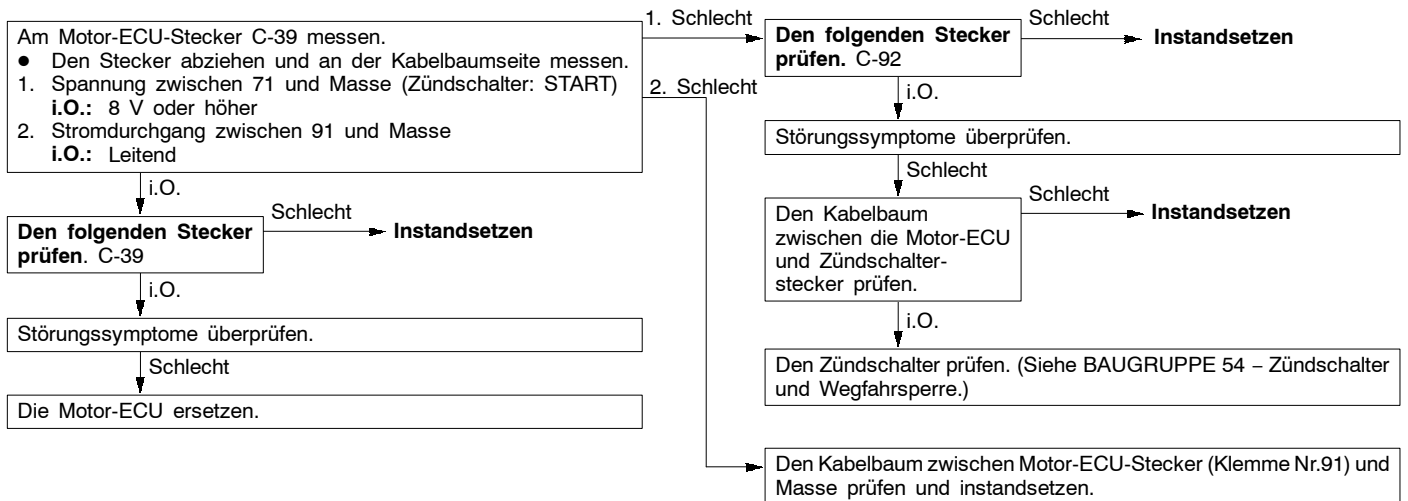 Am Motor-ECU-Stecker C-39 messen.
● Den Stecker abziehen und an der Kabelbaumseite messen.
1. Spannung zwischen 71 und Masse (Zündschalter: START)
i.O.: 8 V oder höher
2. Stromdurchgang zwischen 91 und Masse
i.O.: Leitend
i.O.
Den folgenden Stecker
prüfen. C-39
Schlecht
Instandsetzen
i.O.
Störungssymptome überprüfen.
Schlecht
Die Motor-ECU ersetzen.
1. Schlecht
Den folgenden Stecker
prüfen. C-92
Schlecht
Instandsetzen
i.O.
Störungssymptome überprüfen.
Schlecht
Den Kabelbaum
zwischen die Motor-ECU
und Zündschalter-
stecker prüfen.
Schlecht
Instandsetzen
i.O.
Den Zündschalter prüfen. (Siehe BAUGRUPPE 54 – Zündschalter
und Wegfahrsperre.)
2. Schlecht
Den Kabelbaum zwischen Motor-ECU-Stecker (Klemme Nr.91) und
Masse prüfen und instandsetzen.